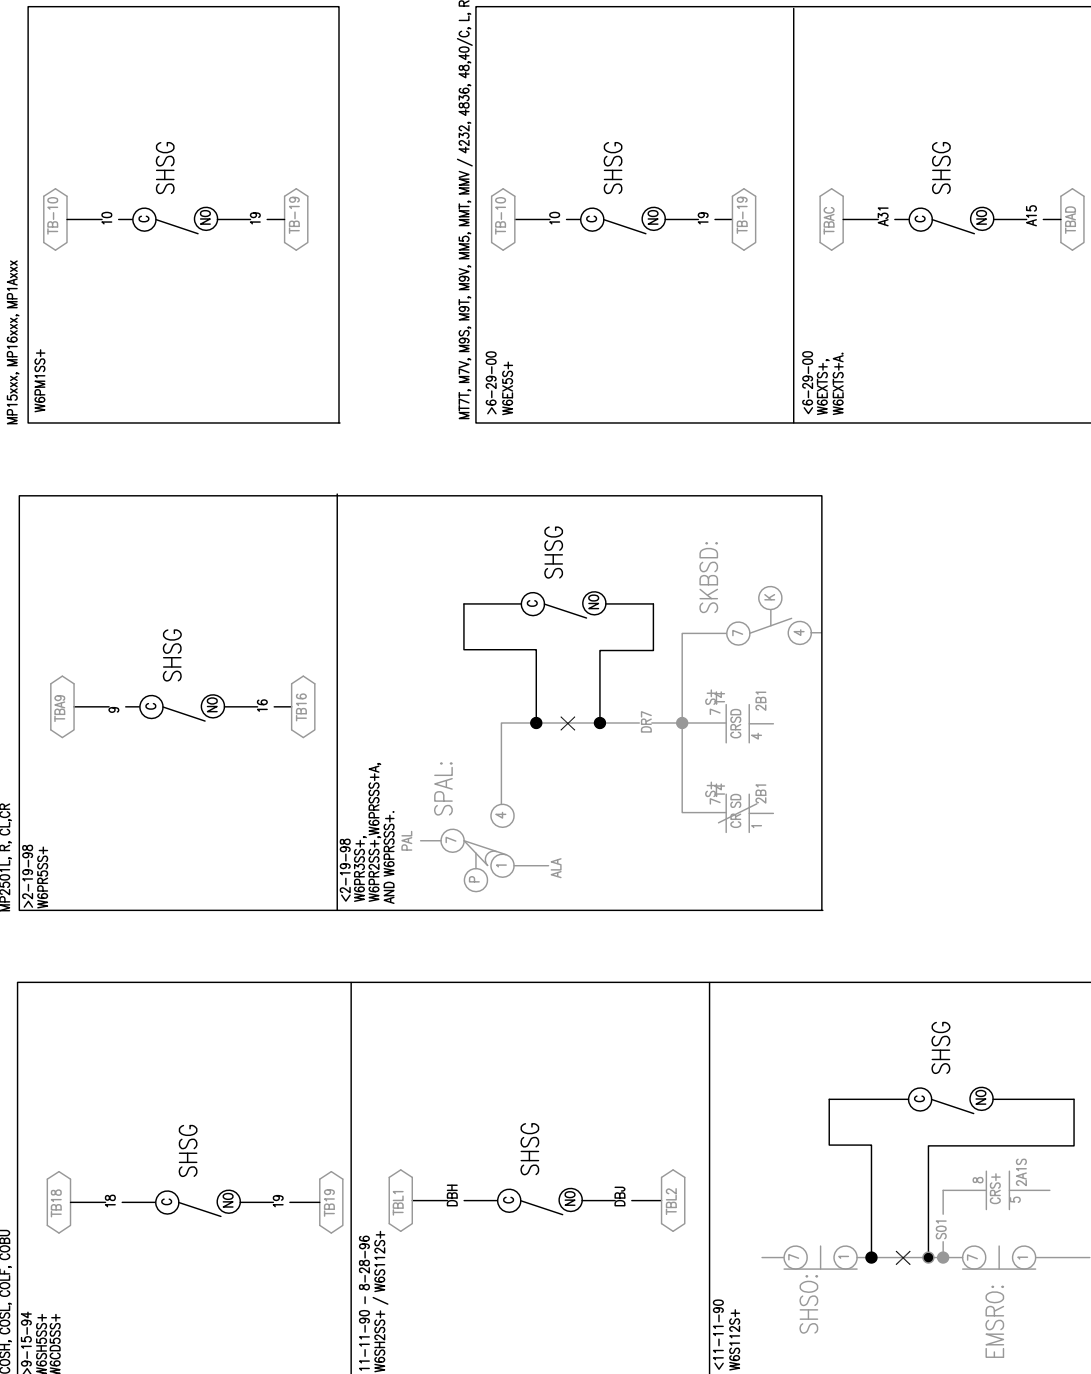 COSH, COSL, COLF, COBU
>9-15-94
W6SH5SS+
W6CD5SS+
TB18
18
C
SHSG
NO
19
TB19
11-11-90 - 8-28-96
W6SH2SS+ / W6S112S+
TBL1
DBH
C
SHSG
NO
DBJ
TBL2
<11-11-90
W6S112S+
SHSO:
7
1
C
SHSG
NO
S01
8
CRS+
5
2A1S
EMSRO:
7
1
MP2501L, R, CL,CR
>2-19-98
W6PR5SS+
TBA9
9
C
SHSG
NO
16
TB16
<2-19-98
W6PR3SS+,
W6PR2SS+,W6PRSSS+A,
AND W6PRSSS+.
PAL
SPAL:
7
P
1
4
ALA
C
SHSG
NO
DR7
SKBSD:
7
K
4
7
S+
T4
CRSD
4
2B1
7
S+
T4
CR SD
1
2B1
MP15xxx, MP16xxx, MP1Axxx
W6PM1SS+
TB-10
10
C
SHSG
NO
19
TB-19
MT7T, M7V, M9S, M9T, M9V, MM5, MMT, MMV / 4232, 4836, 48,40/C, L, R
>6-29-00
W6EX5S+
TB-10
10
C
SHSG
NO
19
TB-19
<6-29-00
W6EXTS+,
W6EXTS+A.
TBAC
A31
C
SHSG
NO
A15
TBAD